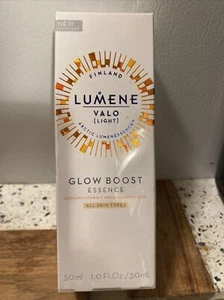 NEW
FINLAND
LUMENE
VALO
[LIGHT]
ARCTIC LUMENESSENCE
GLOW BOOST
ESSENCE
ALL SKIN TYPES
30ml 1.0 Fl.Oz./30ml